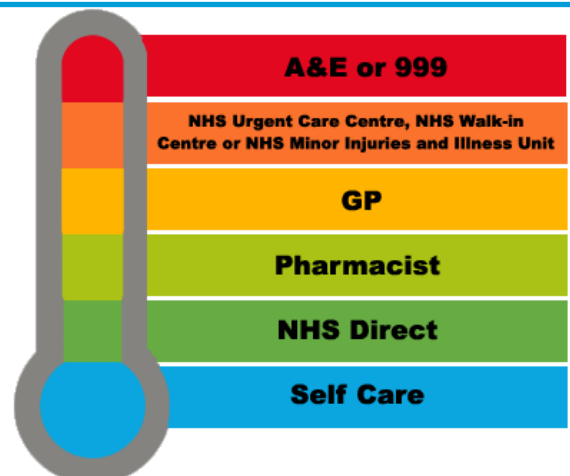 A&E or 999
NHS Urgent Care Centre, NHS Walk-in
Centre or NHS Minor Injuries and Illness Unit
GP
Pharmacist
NHS Direct
Self Care